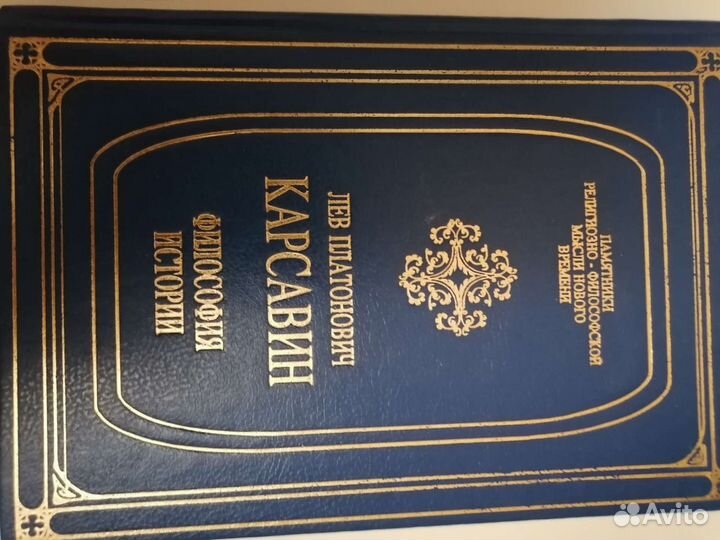 ПАМЯТНИКИ
РЕЛИГИОЗНО - ФИЛОСОФСКОЙ
МЫСЛИ НОВОГО
ВРЕМЕНИ
ЛЕВ ПЛАТОНОВИЧ
КАРСАВИН
ФИЛОСОФИЯ
ИСТОРИИ
Avito